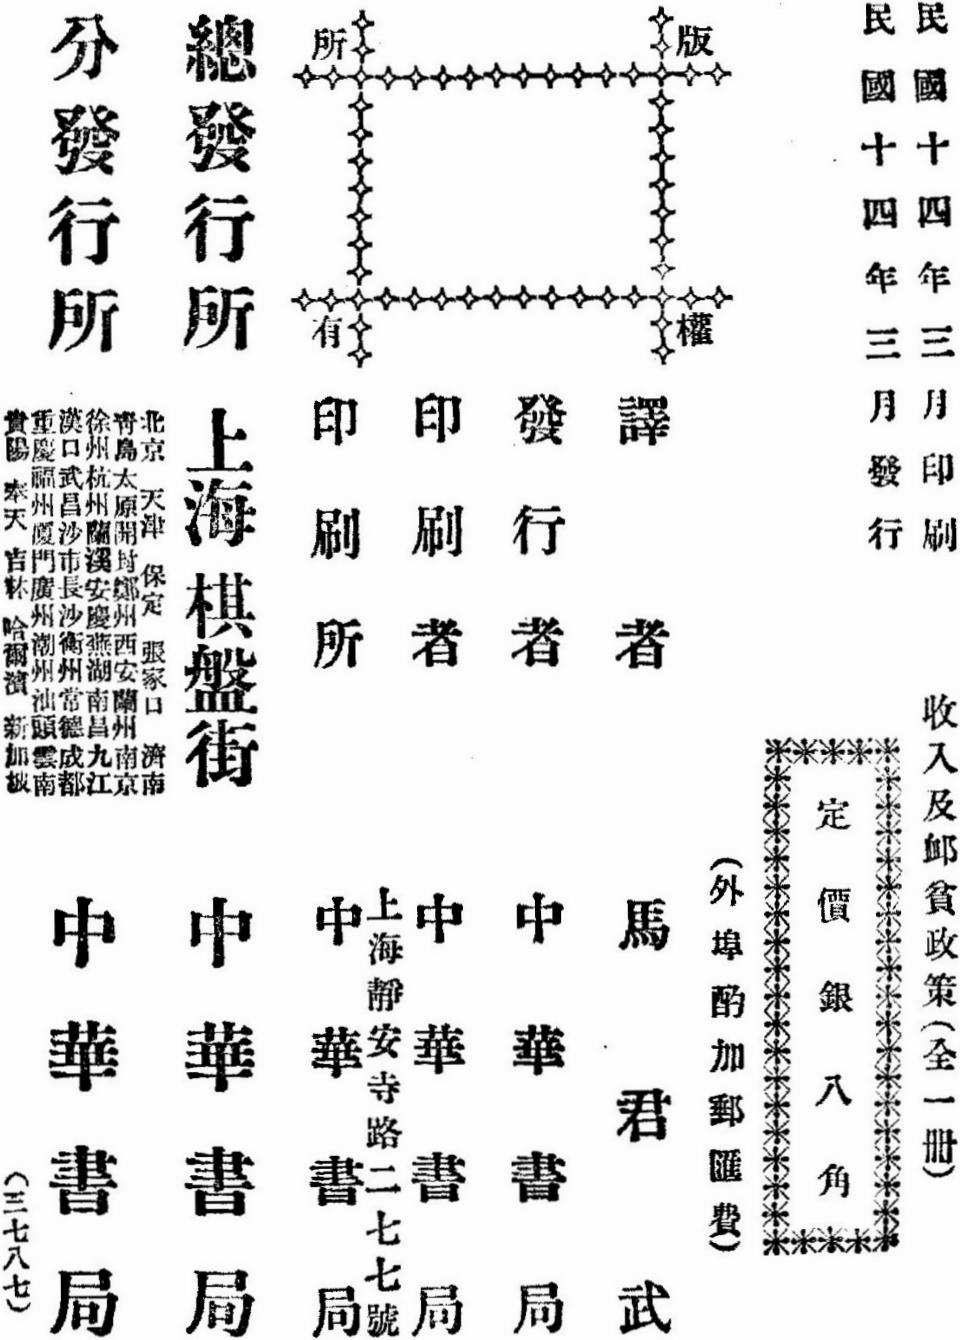 民國十四年三月印刷
民國十四年三月發行
收入及卹貧政策（全一册）
定價銀八角
（外埠酌加郵匯費）
版權所有
譯者 馬君武
發行者 中華書局
印刷者 中華書局
上海靜安寺路二七七號
印刷所 中華書局
總發行所 上海棋盤街 中華書局
分發行所
北京 天津 保定 張家口 濟南
青島太原開封鄭州西安蘭州南京
徐州杭州蘭溪安慶蕪湖南昌九江
漢口武昌沙市長沙衡州常德成都
重慶福州廈門廣州潮州汕頭雲南
貴陽 奉天 吉林 哈爾濱 新加坡
中華書局
（三七八七）